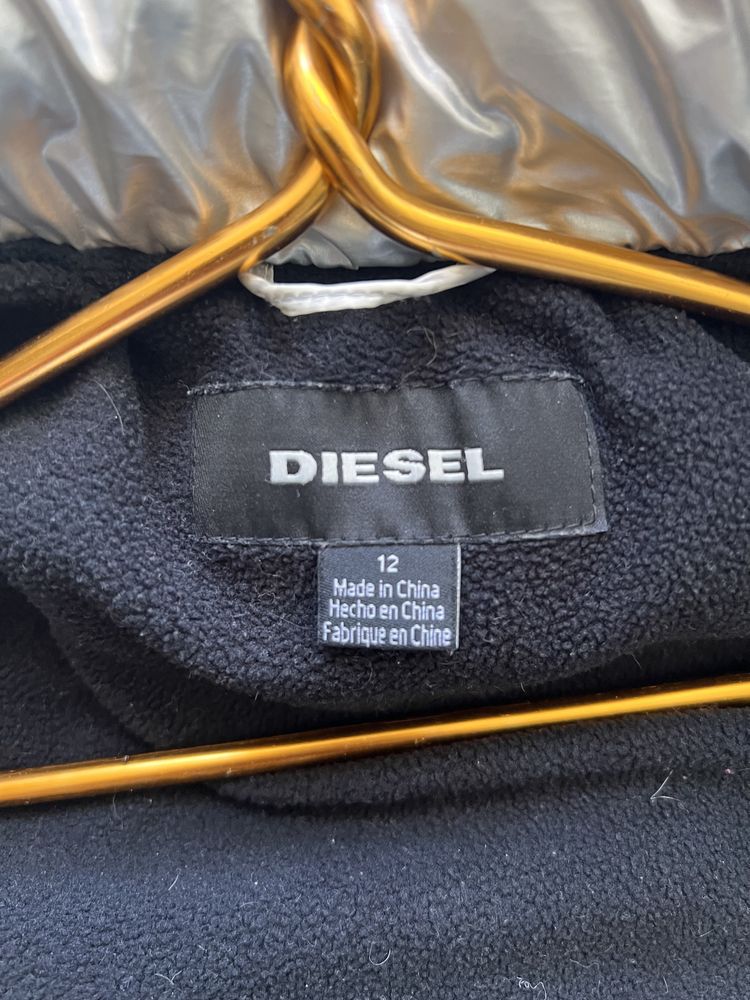 DIESEL
12
Made in China
Hecho en China
Fabrique en Chine